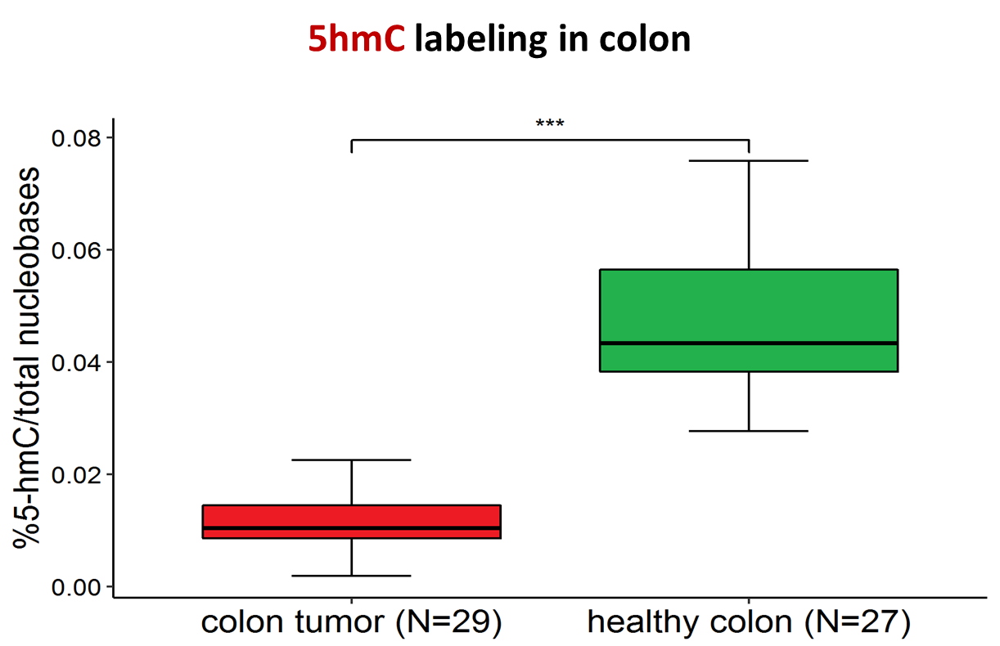 5hmC labeling in colon
***
%5-hmC/total nucleobases
0.08
0.06
0.04
0.02
0.00
colon tumor (N=29)
healthy colon (N=27)